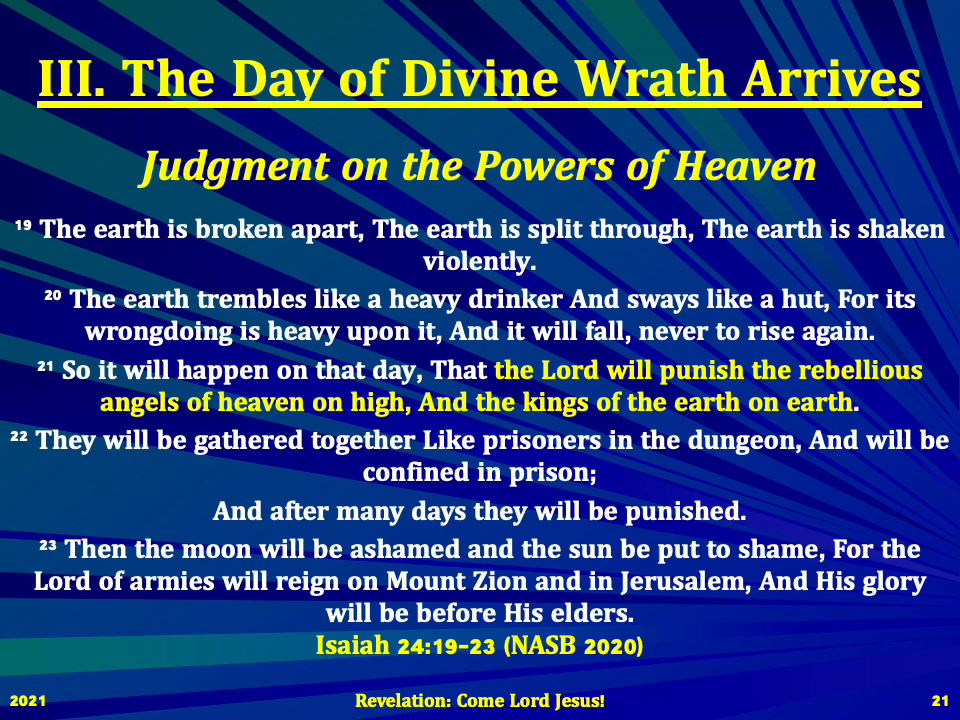 III. The Day of Divine Wrath Arrives
Judgment on the Powers of Heaven
19 The earth is broken apart, The earth is split through, The earth is shaken
violently.
20 The earth trembles like a heavy drinker And sways like a hut, For its
wrongdoing is heavy upon it, And it will fall, never to rise again.
21 So it will happen on that day, That the Lord will punish the rebellious
angels of heaven on high, And the kings of the earth on earth.
22 They will be gathered together Like prisoners in the dungeon, And will be
confined in prison;
And after many days they will be punished.
23 Then the moon will be ashamed and the sun be put to shame, For the
Lord of armies will reign on Mount Zion and in Jerusalem, And His glory
will be before His elders.
Isaiah 24:19-23 (NASB 2020)
2021 Revelation: Come Lord Jesus! 21